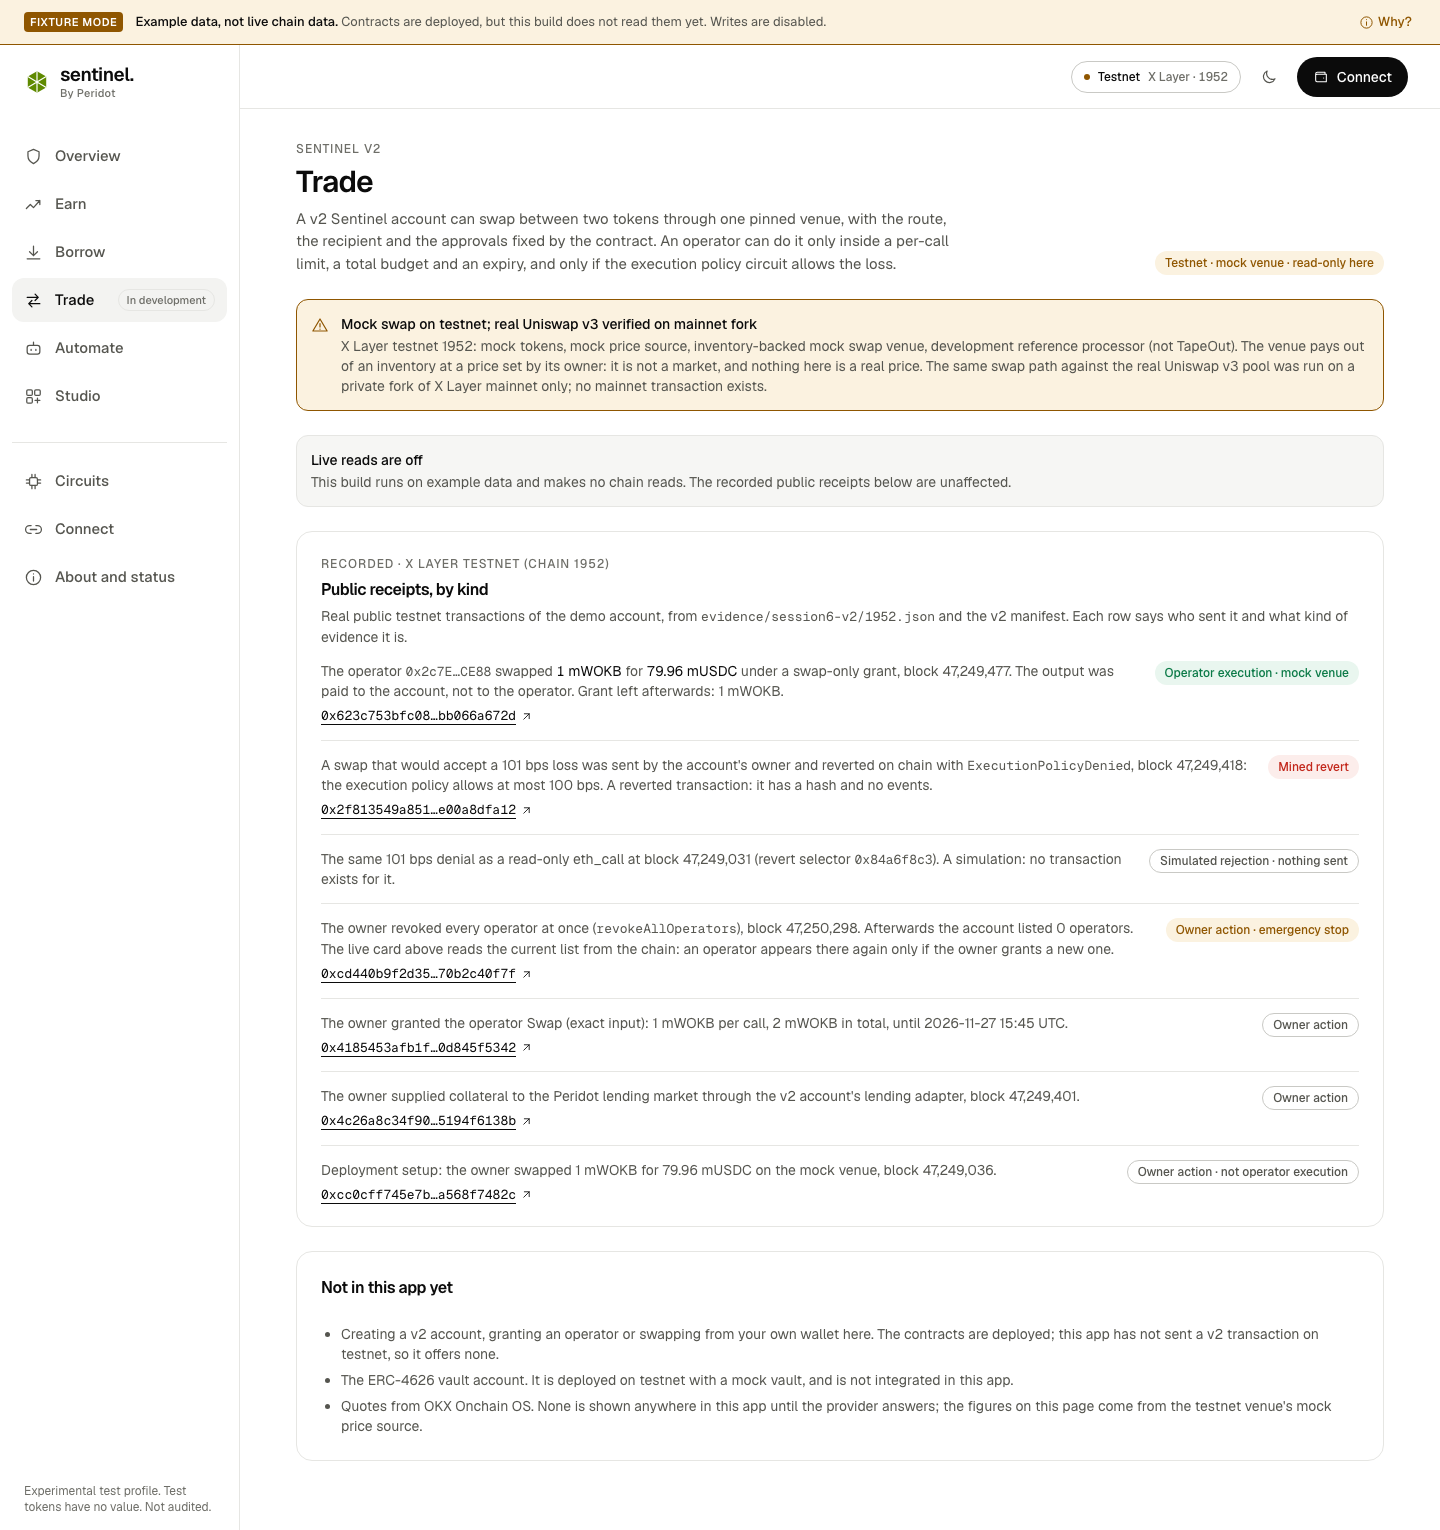 FIXTURE MODE Example data, not live chain data. Contracts are deployed, but this build does not read them yet. Writes are disabled. Why?
sentinel.
By Peridot
Testnet X Layer · 1952 Connect
Overview
Earn
Borrow
Trade In development
Automate
Studio
Circuits
Connect
About and status
SENTINEL V2
Trade
A v2 Sentinel account can swap between two tokens through one pinned venue, with the route,
the recipient and the approvals fixed by the contract. An operator can do it only inside a per-call
limit, a total budget and an expiry, and only if the execution policy circuit allows the loss.
Testnet · mock venue · read-only here
Mock swap on testnet; real Uniswap v3 verified on mainnet fork
X Layer testnet 1952: mock tokens, mock price source, inventory-backed mock swap venue, development reference processor (not TapeOut). The venue pays out
of an inventory at a price set by its owner: it is not a market, and nothing here is a real price. The same swap path against the real Uniswap v3 pool was run on a
private fork of X Layer mainnet only; no mainnet transaction exists.
Live reads are off
This build runs on example data and makes no chain reads. The recorded public receipts below are unaffected.
RECORDED · X LAYER TESTNET (CHAIN 1952)
Public receipts, by kind
Real public testnet transactions of the demo account, from evidence/session6-v2/1952.json and the v2 manifest. Each row says who sent it and what kind of
evidence it is.
The operator 0x2c7E…CE88 swapped 1 mWOKB for 79.96 mUSDC under a swap-only grant, block 47,249,477. The output was
paid to the account, not to the operator. Grant left afterwards: 1 mWOKB.
Operator execution · mock venue
0x623c753bfc08…bb066a672d
A swap that would accept a 101 bps loss was sent by the account's owner and reverted on chain with ExecutionPolicyDenied, block 47,249,418:
the execution policy allows at most 100 bps. A reverted transaction: it has a hash and no events.
Mined revert
0x2f813549a851…e00a8dfa12
The same 101 bps denial as a read-only eth_call at block 47,249,031 (revert selector 0x84a6f8c3). A simulation: no transaction
exists for it.
Simulated rejection · nothing sent
The owner revoked every operator at once (revokeAllOperators), block 47,250,298. Afterwards the account listed 0 operators.
The live card above reads the current list from the chain: an operator appears there again only if the owner grants a new one.
Owner action · emergency stop
0xcd440b9f2d35…70b2c40f7f
The owner granted the operator Swap (exact input): 1 mWOKB per call, 2 mWOKB in total, until 2026-11-27 15:45 UTC.
Owner action
0x4185453afb1f…0d845f5342
The owner supplied collateral to the Peridot lending market through the v2 account's lending adapter, block 47,249,401.
Owner action
0x4c26a8c34f90…5194f6138b
Deployment setup: the owner swapped 1 mWOKB for 79.96 mUSDC on the mock venue, block 47,249,036.
Owner action · not operator execution
0xcc0cff745e7b…a568f7482c
Not in this app yet
Creating a v2 account, granting an operator or swapping from your own wallet here. The contracts are deployed; this app has not sent a v2 transaction on
testnet, so it offers none.
The ERC-4626 vault account. It is deployed on testnet with a mock vault, and is not integrated in this app.
Quotes from OKX Onchain OS. None is shown anywhere in this app until the provider answers; the figures on this page come from the testnet venue's mock
price source.
Experimental test profile. Test
tokens have no value. Not audited.